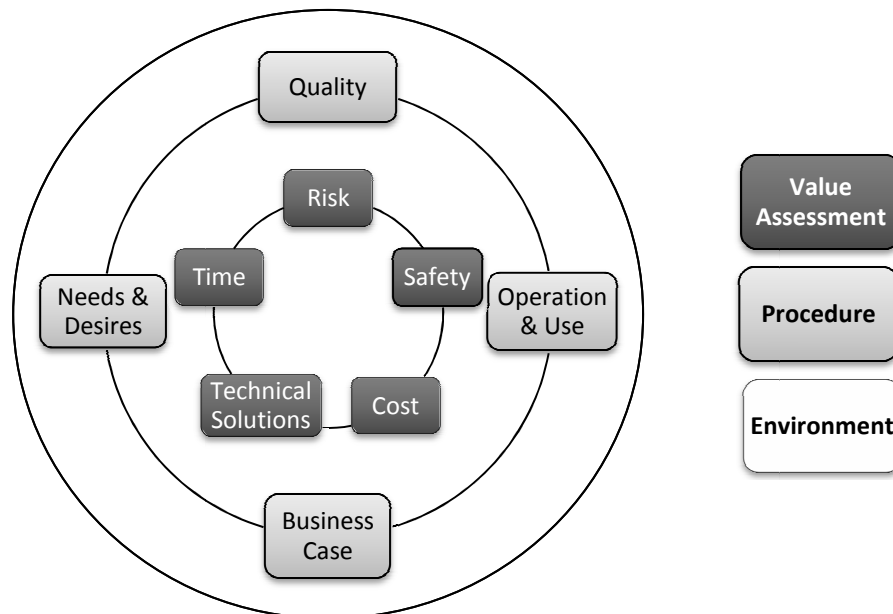 Quality
Risk
Time
Safety
Needs &
Desires
Operation
& Use
Technical
Solutions
Cost
Business
Case
Value
Assessment
Procedure
Environment